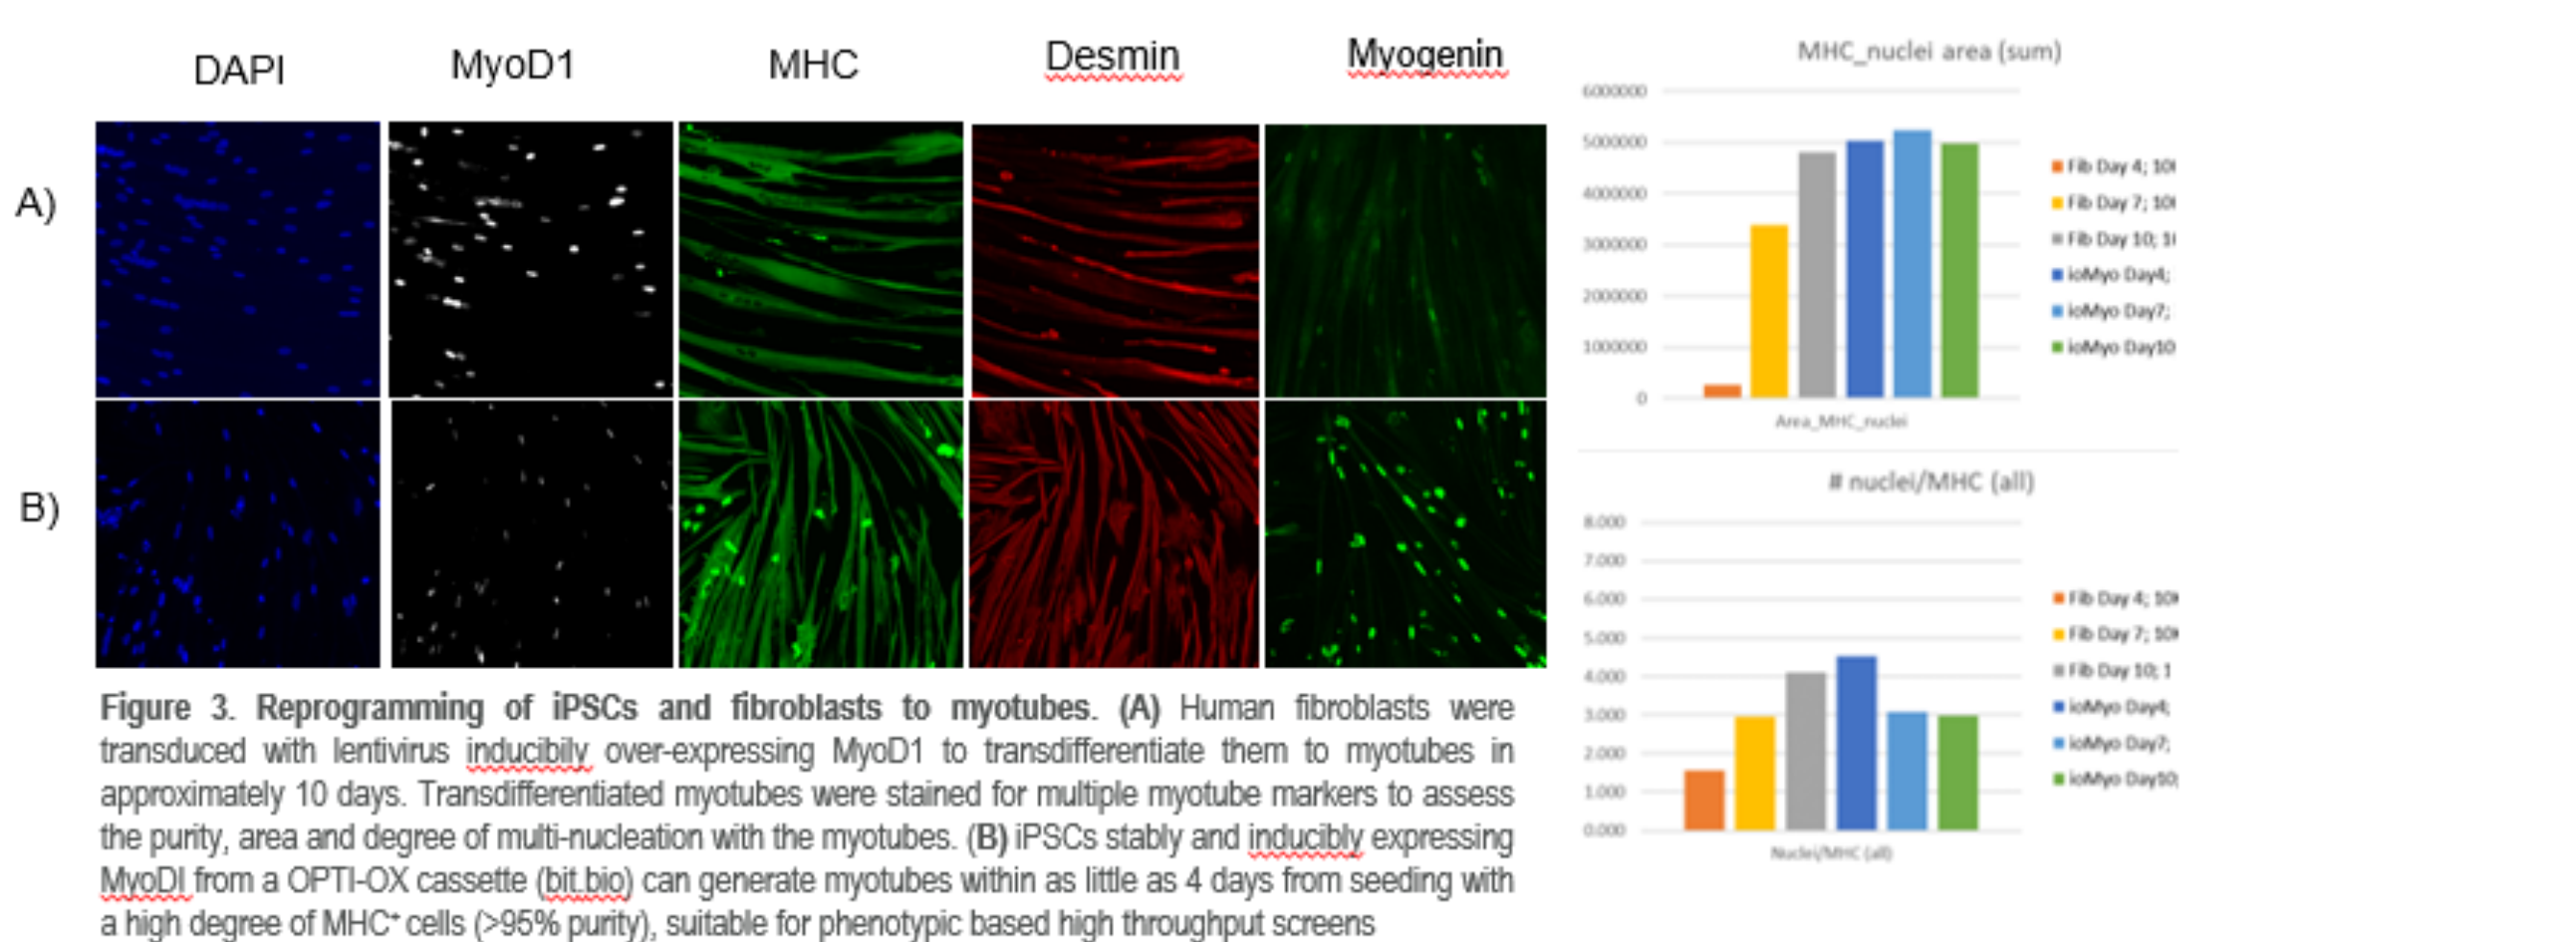 DAPI MyoD1 MHC Desmin Myogenin
A)
B)
Figure 3. Reprogramming of iPSCs and fibroblasts to myotubes. (A) Human fibroblasts were
transduced with lentivirus inducibily over-expressing MyoD1 to transdifferentiate them to myotubes in
approximately 10 days. Transdifferentiated myotubes were stained for multiple myotube markers to assess
the purity, area and degree of multi-nucleation with the myotubes. (B) iPSCs stably and inducibly expressing
MyoDI from a OPTI-OX cassette (bit.bio) can generate myotubes within as little as 4 days from seeding with
a high degree of MHC⁺ cells (>95% purity), suitable for phenotypic based high throughput screens
MHC_nuclei area (sum)
6000000
5000000
4000000
3000000
2000000
1000000
0
Area_MHC_nuclei
Fib Day 4;
Fib Day 7;
Fib Day 10;
ioMyo Day4;
ioMyo Day7;
ioMyo Day10
# nuclei/MHC (all)
8.000
7.000
6.000
5.000
4.000
3.000
2.000
1.000
0.000
Nuclei/MHC (all)
Fib Day 4;
Fib Day 7;
Fib Day 10; 1
ioMyo Day4;
ioMyo Day7;
ioMyo Day10;